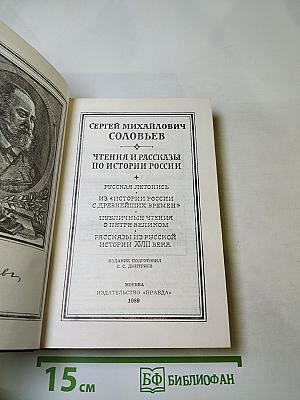 СЕРГЕЙ МИХАЙЛОВИЧ
СОЛОВЬЕВ
ЧТЕНИЯ И РАССКАЗЫ
ПО ИСТОРИИ РОССИИ
РУССКАЯ ЛЕТОПИСЬ
ИЗ «ИСТОРИИ РОССИИ
С ДРЕВНЕЙШИХ ВРЕМЕН»
ПУБЛИЧНЫЕ ЧТЕНИЯ
О ПЕТРЕ ВЕЛИКОМ
РАССКАЗЫ ИЗ РУССКОЙ
ИСТОРИИ XVIII ВЕКА
ИЗДАНИЕ ПОДГОТОВИЛ
С. С. ДМИТРИЕВ
МОСКВА
ИЗДАТЕЛЬСТВО «ПРАВДА»
1989
15 см
БФ БИБЛИОФАН